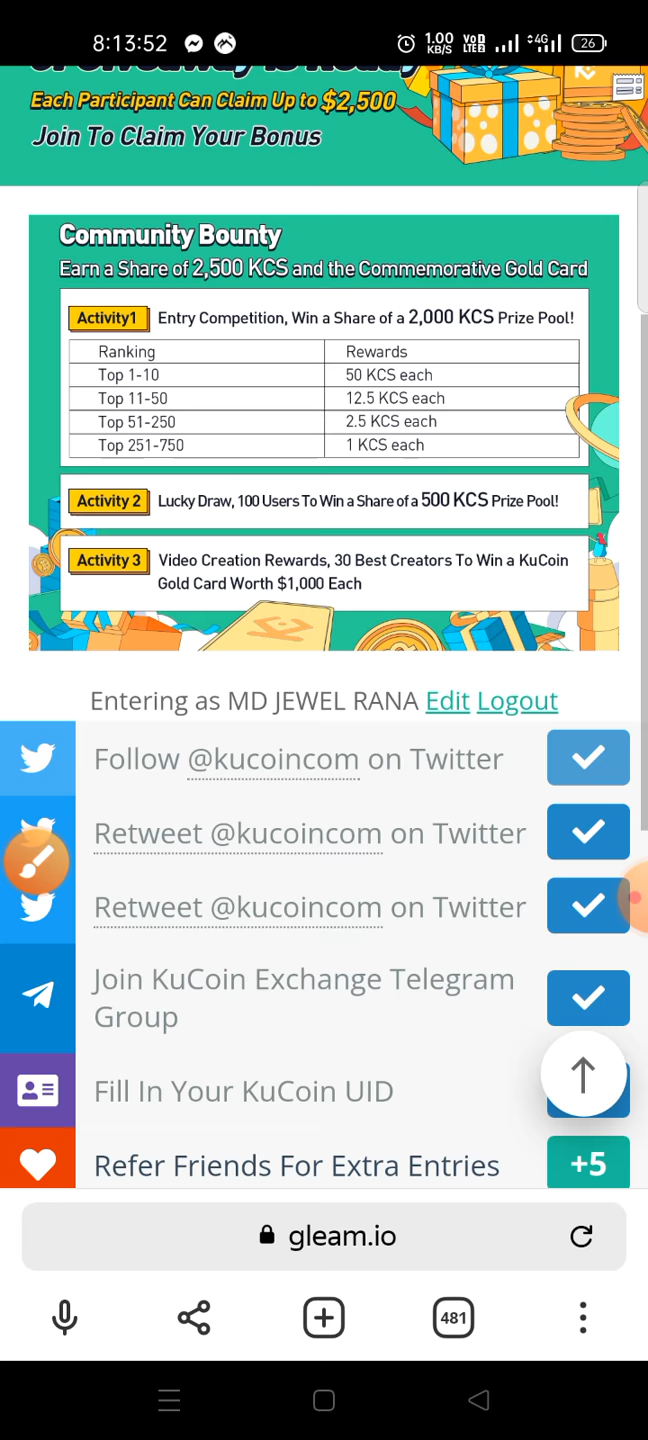 8:13:52 1.00 KB/S VoD LTE2 4G 26
Each Participant Can Claim Up to $2,500
Join To Claim Your Bonus
Community Bounty
Earn a Share of 2,500 KCS and the Commemorative Gold Card
Activity1 Entry Competition, Win a Share of a 2,000 KCS Prize Pool!
Ranking Rewards
Top 1-10 50 KCS each
Top 11-50 12.5 KCS each
Top 51-250 2.5 KCS each
Top 251-750 1 KCS each
Activity 2 Lucky Draw, 100 Users To Win a Share of a 500 KCS Prize Pool!
Activity 3 Video Creation Rewards, 30 Best Creators To Win a KuCoin
Gold Card Worth $1,000 Each
Entering as MD JEWEL RANA Edit Logout
Follow @kucoincom on Twitter
Retweet @kucoincom on Twitter
Retweet @kucoincom on Twitter
Join KuCoin Exchange Telegram
Group
Fill In Your KuCoin UID
Refer Friends For Extra Entries +5
gleam.io
481